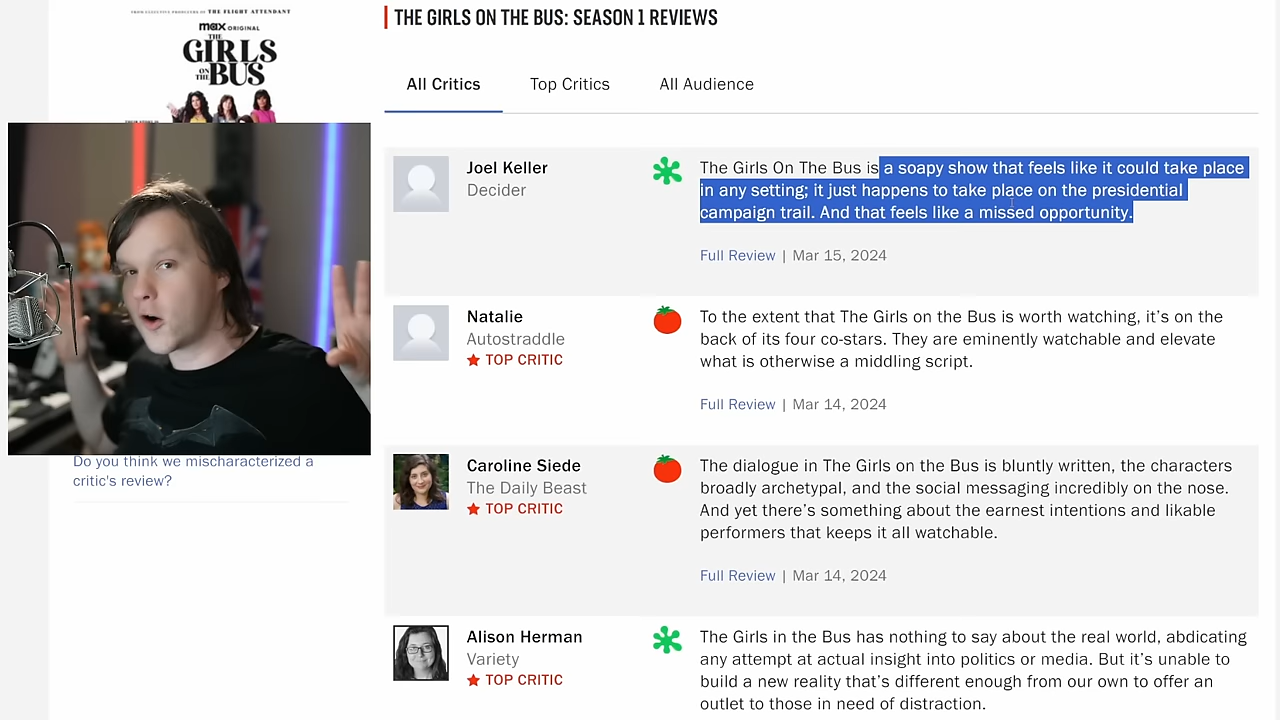 FROM EXECUTIVE PRODUCERS OF THE FLIGHT ATTENDANT
max ORIGINAL
THE
GIRLS
ON THE BUS
THE GIRLS ON THE BUS: SEASON 1 REVIEWS
All Critics
Top Critics
All Audience
Joel Keller
Decider
The Girls On The Bus is a soapy show that feels like it could take place
in any setting; it just happens to take place on the presidential
campaign trail. And that feels like a missed opportunity.
Full Review | Mar 15, 2024
Natalie
Autostraddle
TOP CRITIC
To the extent that The Girls on the Bus is worth watching, it's on the
back of its four co-stars. They are eminently watchable and elevate
what is otherwise a middling script.
Full Review | Mar 14, 2024
Do you think we mischaracterized a
critic's review?
Caroline Siede
The Daily Beast
TOP CRITIC
The dialogue in The Girls on the Bus is bluntly written, the characters
broadly archetypal, and the social messaging incredibly on the nose.
And yet there's something about the earnest intentions and likable
performers that keeps it all watchable.
Full Review | Mar 14, 2024
Alison Herman
Variety
TOP CRITIC
The Girls in the Bus has nothing to say about the real world, abdicating
any attempt at actual insight into politics or media. But it's unable to
build a new reality that's different enough from our own to offer an
outlet to those in need of distraction.